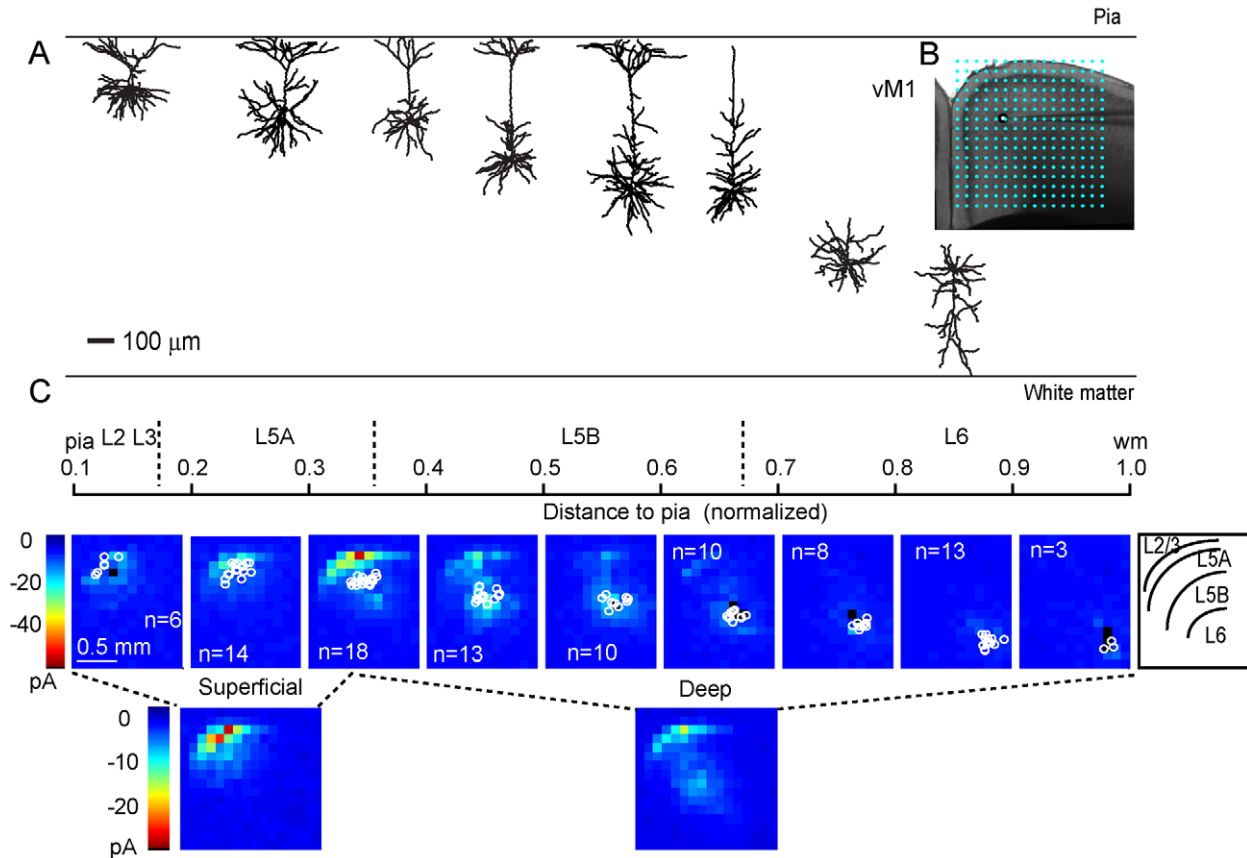 Pia
A
B
vM1
100 μm
White matter
C
pia L2 L3 L5A L5B L6 wm
0.1 0.2 0.3 0.4 0.5 0.6 0.7 0.8 0.9 1.0
Distance to pia (normalized)
0
-20
-40
pA
n=6
0.5 mm
n=14
n=18
n=13
n=10
n=10
n=8
n=13
n=3
L2/3
L5A
L5B
L6
Superficial
Deep
0
-10
-20
pA